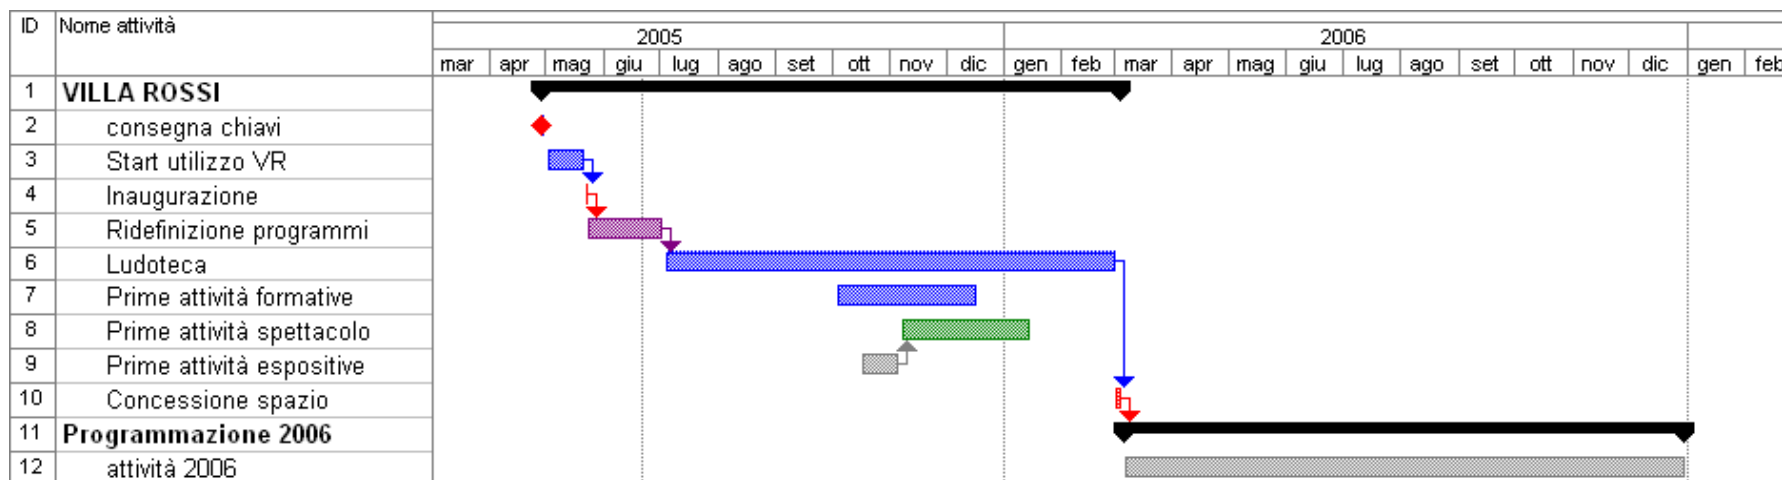 ID Nome attività
2005 2006
mar apr mag giu lug ago set ott nov dic gen feb mar apr mag giu lug ago set ott nov dic gen feb
1 VILLA ROSSI
2 consegna chiavi
3 Start utilizzo VR
4 Inaugurazione
5 Ridefinizione programmi
6 Ludoteca
7 Prime attività formative
8 Prime attività spettacolo
9 Prime attività espositive
10 Concessione spazio
11 Programmazione 2006
12 attività 2006